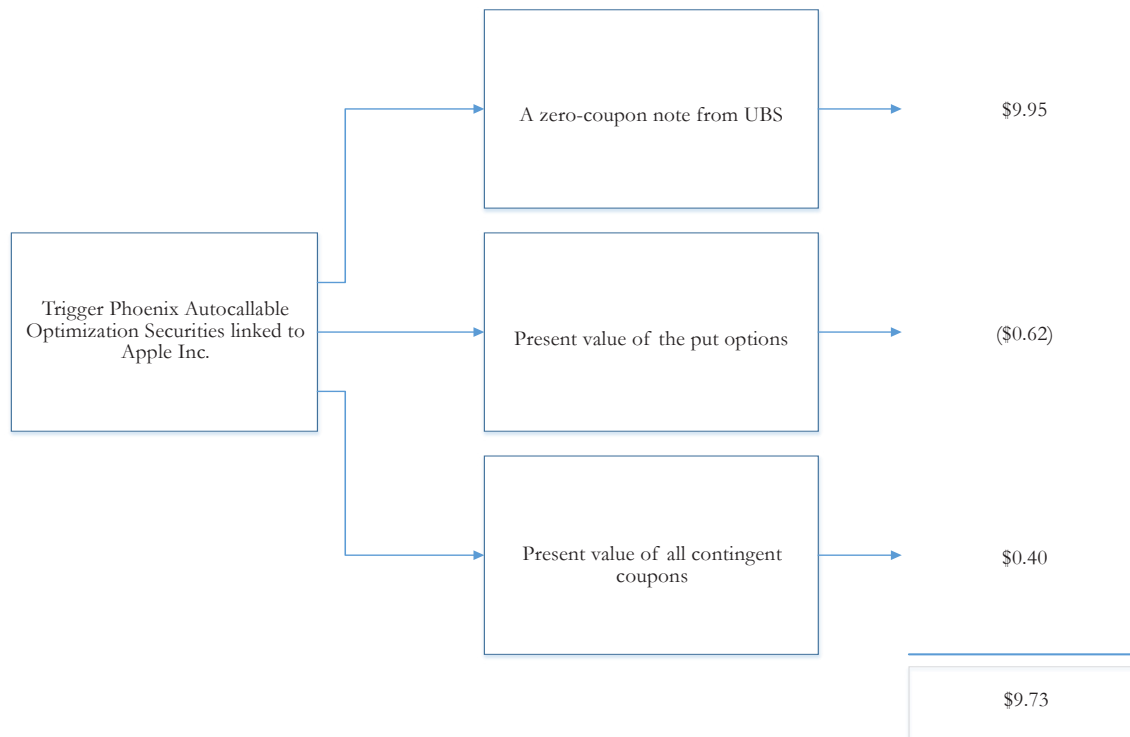 A zero-coupon note from UBS
$9.95
Trigger Phoenix Autocallable
Optimization Securities linked to
Apple Inc.
Present value of the put options
($0.62)
Present value of all contingent
coupons
$0.40
$9.73